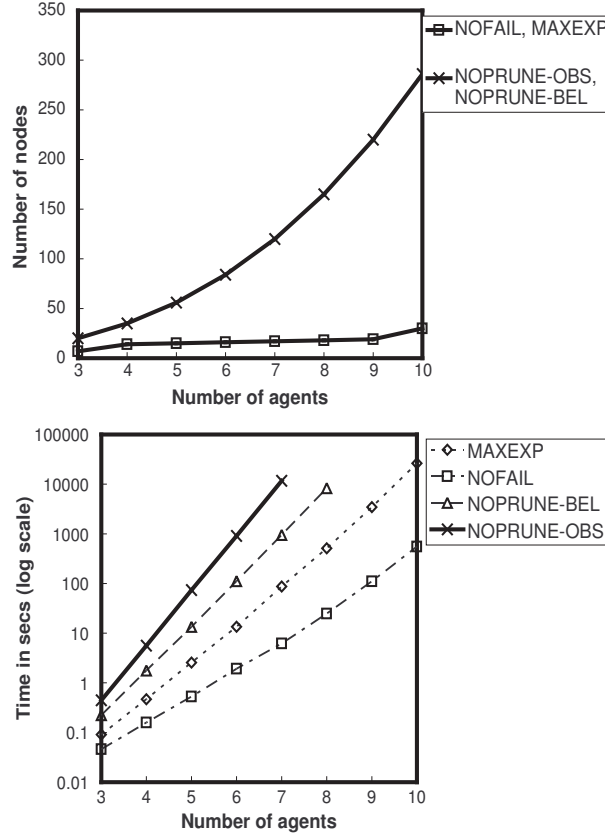 350
300
250
200
150
100
50
0
Number of nodes
3 4 5 6 7 8 9 10
Number of agents
NOFAIL, MAXEXP
NOPRUNE-OBS,
NOPRUNE-BEL
100000
10000
1000
100
10
1
0.1
0.01
Time in secs (log scale)
3 4 5 6 7 8 9 10
Number of agents
MAXEXP
NOFAIL
NOPRUNE-BEL
NOPRUNE-OBS